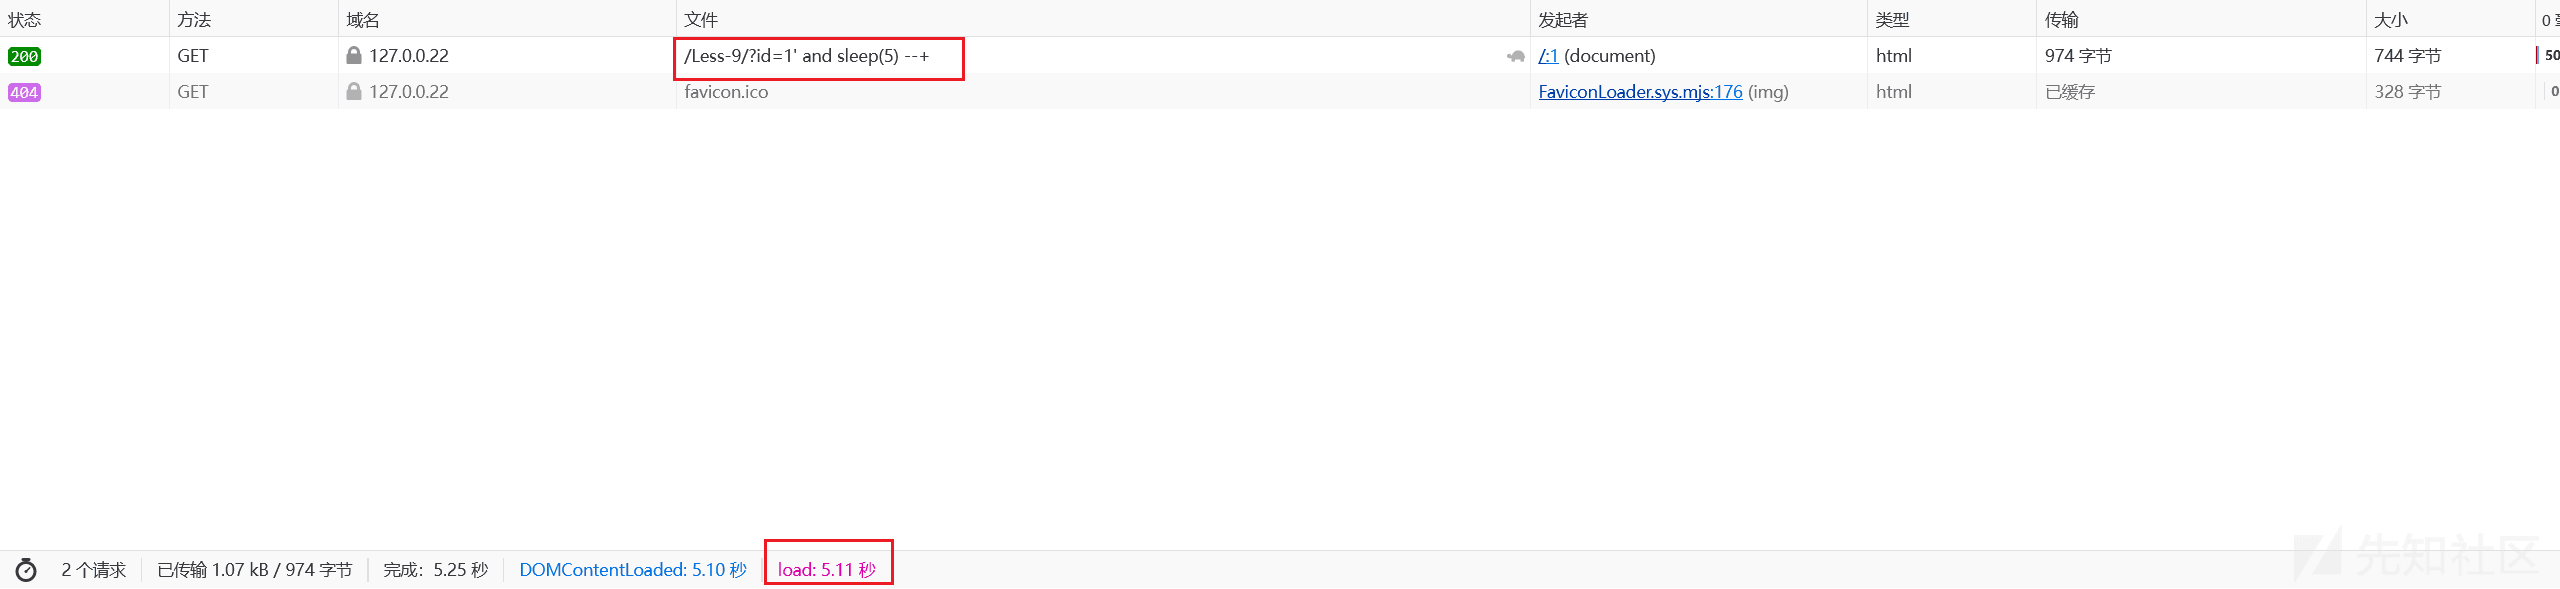 状态 方法 域名 文件 发起者 类型 传输 大小 0
200 GET 127.0.0.22 /Less-9/?id=1' and sleep(5) --+ /:1 (document) html 974 字节 744 字节 50
404 GET 127.0.0.22 favicon.ico FaviconLoader.sys.mjs:176 (img) html 已缓存 328 字节 0
2 个请求 已传输 1.07 kB / 974 字节 完成：5.25 秒 DOMContentLoaded: 5.10 秒 load: 5.11 秒
先知社区